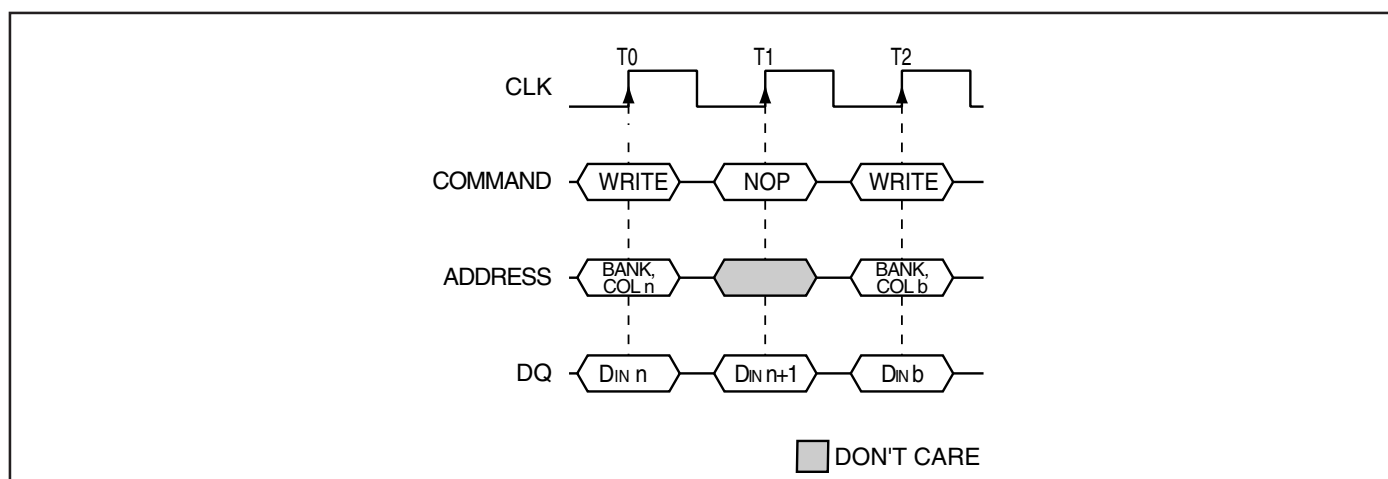 T0 T1 T2
CLK
COMMAND WRITE NOP WRITE
ADDRESS BANK, COL n BANK, COL b
DQ DIN n DIN n+1 DIN b
DON'T CARE